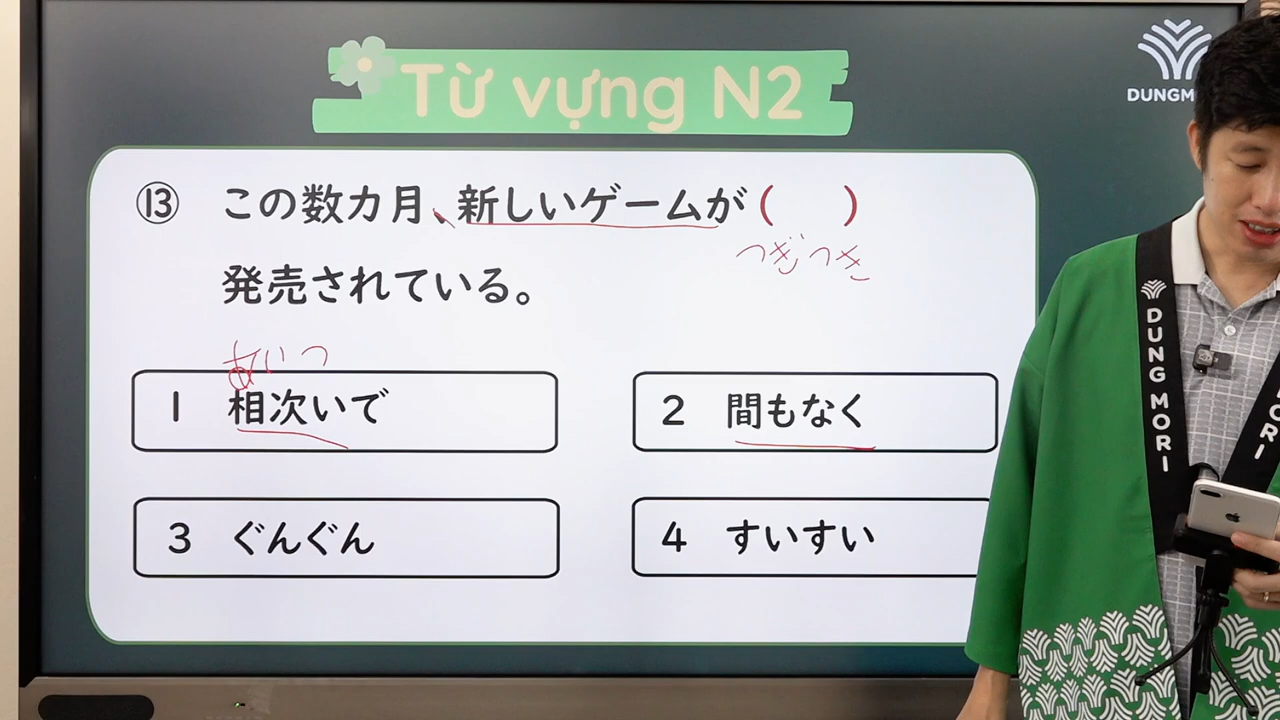 Từ vựng N2
DUNGM
⑬ この数カ月、新しいゲームが(　)
つぎつぎ
発売されている。
あいつ
1 相次いで
2 間もなく
3 ぐんぐん
4 すいすい
DUNG MORI
ORI